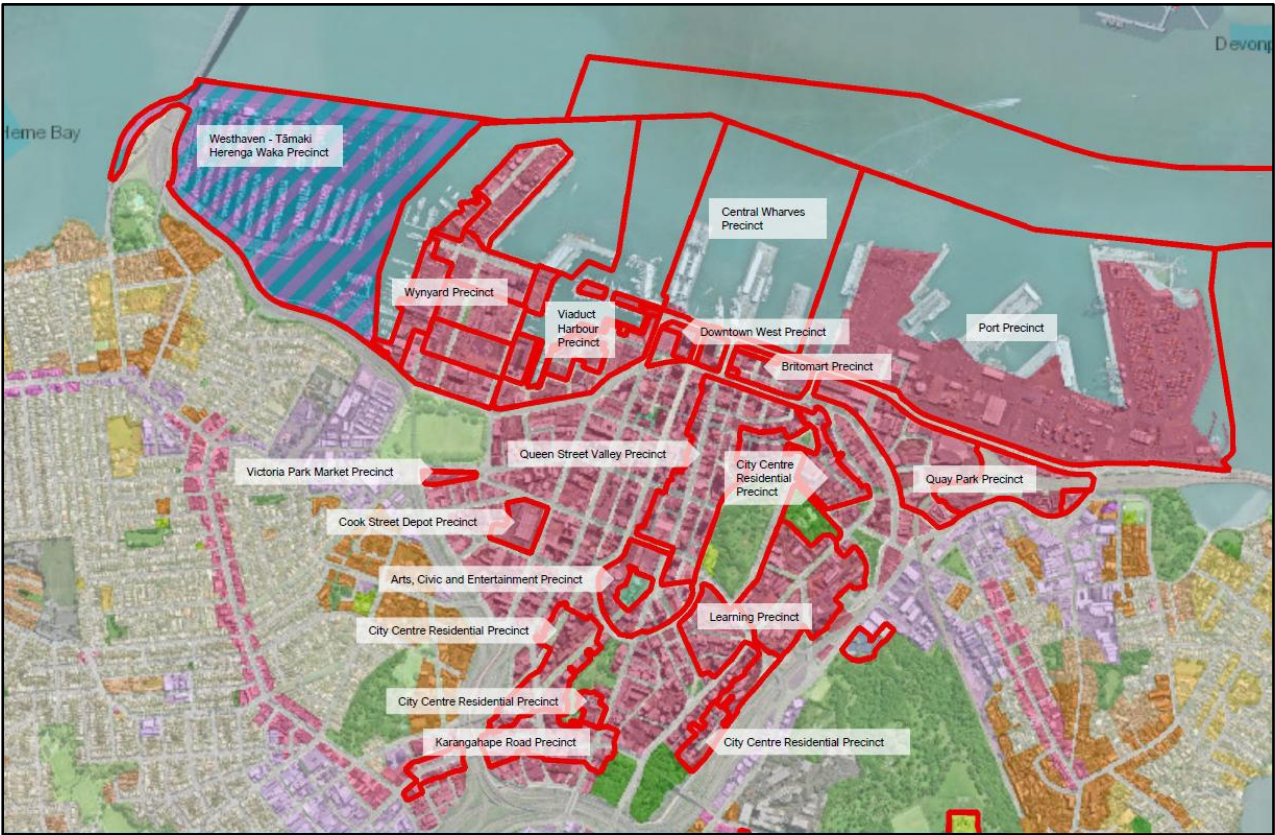 Devonp
Herne Bay
Westhaven - Tāmaki
Herenga Waka Precinct
Central Wharves
Precinct
Wynyard Precinct
Viaduct
Harbour
Precinct
Downtown West Precinct
Port Precinct
Britomart Precinct
Queen Street Valley Precinct
City Centre
Residential
Precinct
Victoria Park Market Precinct
Quay Park Precinct
Cook Street Depot Precinct
Arts, Civic and Entertainment Precinct
Learning Precinct
City Centre Residential Precinct
City Centre Residential Precinct
Karangahape Road Precinct
City Centre Residential Precinct